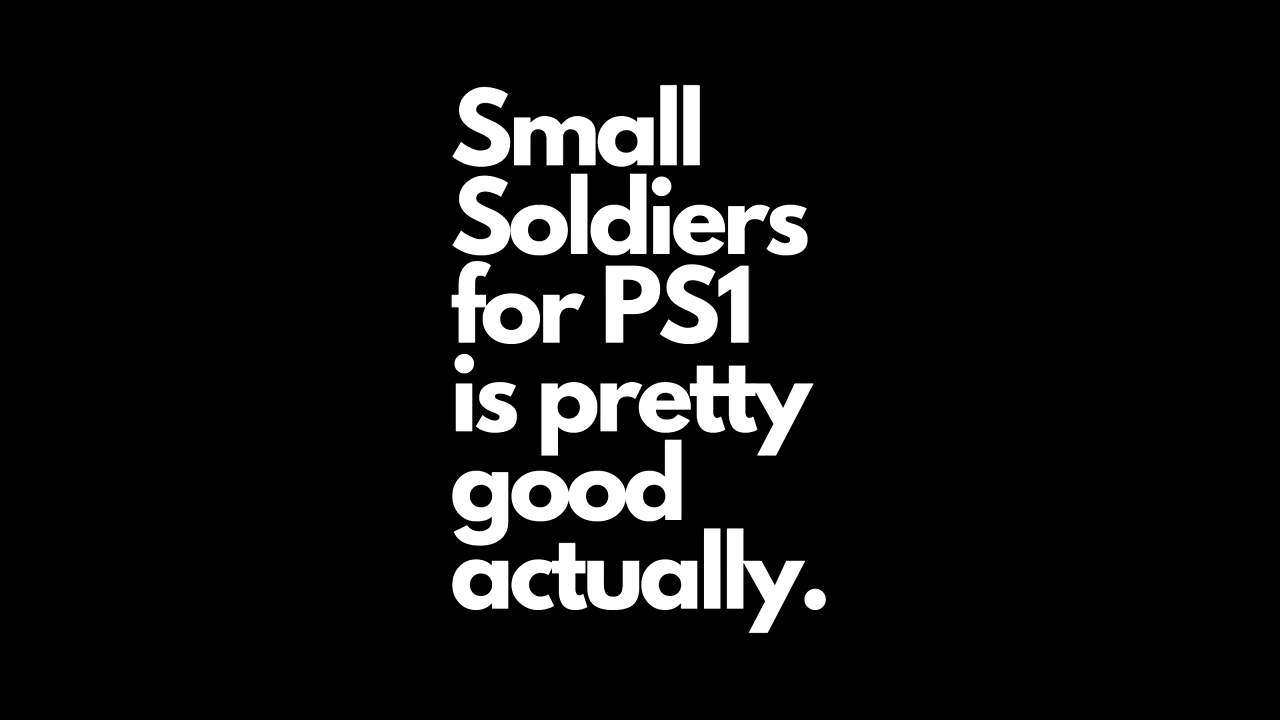 Small
Soldiers
for PS1
is pretty
good
actually.